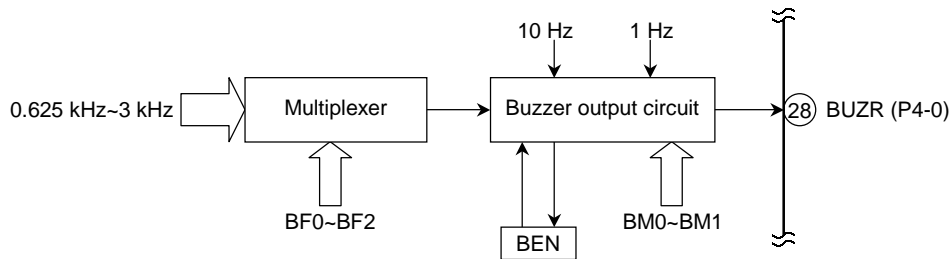 10 Hz
1 Hz
0.625 kHz~3 kHz
Multiplexer
Buzzer output circuit
28
BUZR (P4-0)
BF0~BF2
BEN
BM0~BM1